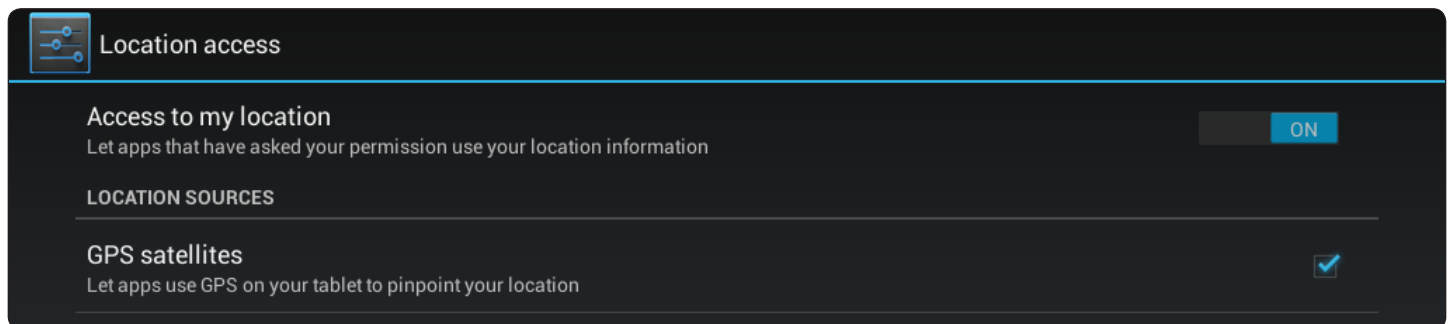 Location access
Access to my location
ON
Let apps that have asked your permission use your location information
LOCATION SOURCES
GPS satellites
Let apps use GPS on your tablet to pinpoint your location